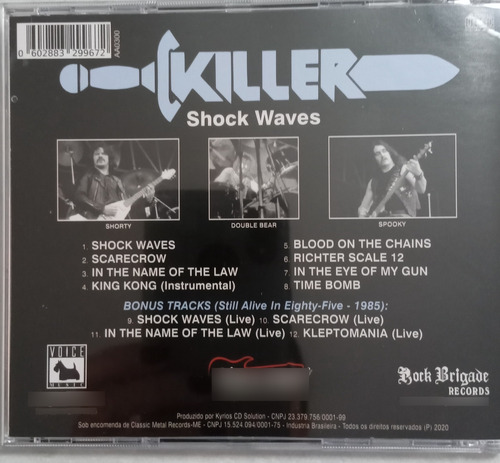 0 602883 299672
AA0300
KILLER
Shock Waves
SHORTY
DOUBLE BEAR
SPOOKY
1. SHOCK WAVES
2. SCARECROW
3. IN THE NAME OF THE LAW
4. KING KONG (Instrumental)
5. BLOOD ON THE CHAINS
6. RICHTER SCALE 12
7. IN THE EYE OF MY GUN
8. TIME BOMB
BONUS TRACKS (Still Alive In Eighty-Five - 1985):
9. SHOCK WAVES (Live) 10. SCARECROW (Live)
11. IN THE NAME OF THE LAW (Live) 12. KLEPTOMANIA (Live)
VOICE
MUSIC
Rock Brigade
RECORDS
Produzido por Kyrios CD Solution - CNPJ 23.379.756/0001-99
Sob encomenda de Classic Metal Records-ME - CNPJ 15.524.094/0001-75 - Industria Brasileira - Todos os direitos reservados (P) 2020